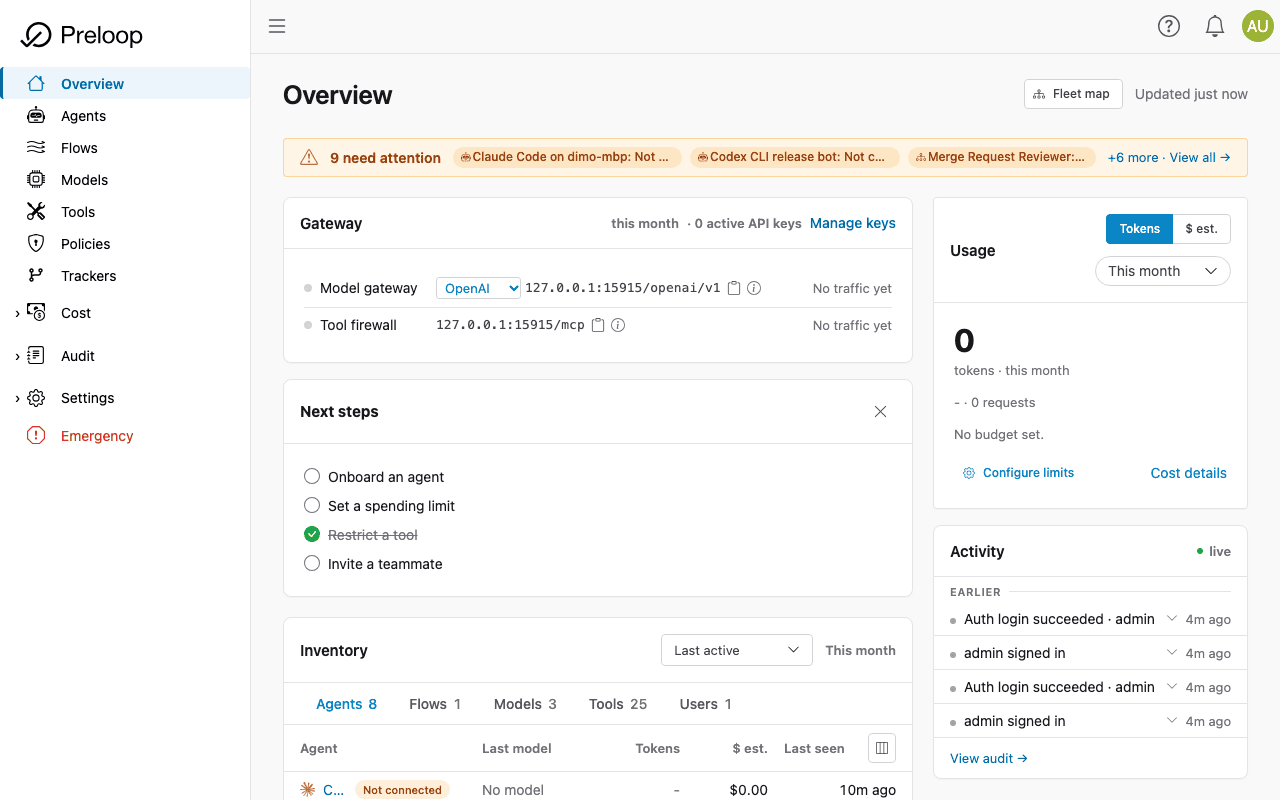 Preloop
Overview
Agents
Flows
Models
Tools
Policies
Trackers
Cost
Audit
Settings
Emergency
AU
Overview
Fleet map
Updated just now
9 need attention
Claude Code on dimo-mbp: Not ...
Codex CLI release bot: Not c...
Merge Request Reviewer:...
+6 more · View all →
Gateway
this month · 0 active API keys Manage keys
Model gateway OpenAI 127.0.0.1:15915/openai/v1 No traffic yet
Tool firewall 127.0.0.1:15915/mcp No traffic yet
Next steps
Onboard an agent
Set a spending limit
Restrict a tool
Invite a teammate
Inventory
Last active
This month
Agents 8 Flows 1 Models 3 Tools 25 Users 1
Agent Last model Tokens $ est. Last seen
C... Not connected No model - $0.00 10m ago
Usage
Tokens $ est.
This month
0
tokens · this month
- · 0 requests
No budget set.
Configure limits Cost details
Activity
live
EARLIER
Auth login succeeded · admin 4m ago
admin signed in 4m ago
Auth login succeeded · admin 4m ago
admin signed in 4m ago
View audit →